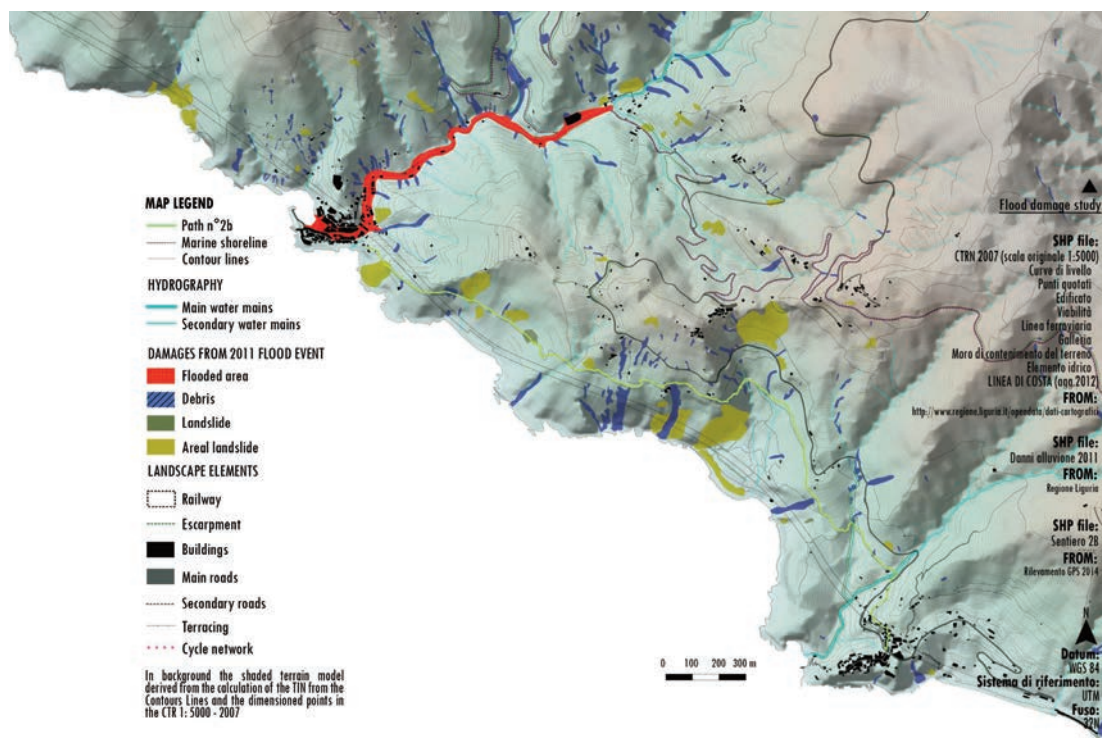 MAP LEGEND
Path n°2b
Marine shoreline
Contour lines
HYDROGRAPHY
Main water mains
Secondary water mains
DAMAGES FROM 2011 FLOOD EVENT
Flooded area
Debris
Landslide
Areal landslide
LANDSCAPE ELEMENTS
Railway
Escarpment
Buildings
Main roads
Secondary roads
Terracing
Cycle network
In background the shaded terrain model
derived from the calculation of the TIN from the
Contours Lines and the dimensioned points in
the CTR 1: 5000 - 2007
0 100 200 300 m
Flood damage study
SHP file:
CTRN 2007 (scala originale 1:5000)
Curve di livello
Punti quotati
Edificato
Viabilità
Linea ferroviaria
Galleria
Moro di contenimento del terreno
Elemento idrico
LINEA DI COSTA (agg.2012)
FROM:
http://www.regione.liguria.it/opendata/dati-cartografici
SHP file:
Danni alluvione 2011
FROM:
Regione Liguria
SHP file:
Sentiero 2B
FROM:
Rilevamento GPS 2014
N
Datum:
WGS 84
Sistema di riferimento:
UTM
Fuso:
32N